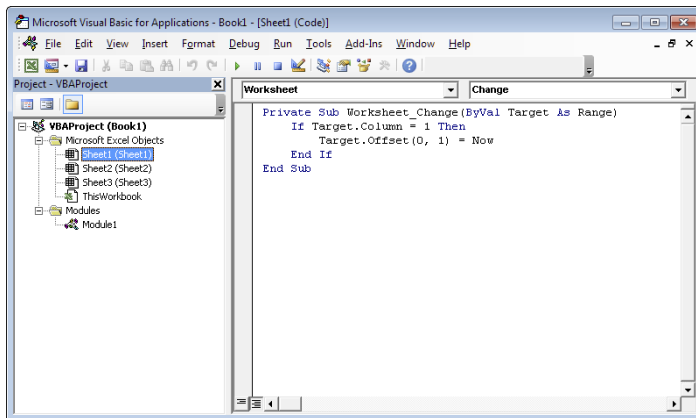 Microsoft Visual Basic for Applications - Book1 - [Sheet1 (Code)]
File Edit View Insert Format Debug Run Tools Add-Ins Window Help
Project - VBAProject
Worksheet Change
VBAProject (Book1)
Microsoft Excel Objects
Sheet1 (Sheet1)
Sheet2 (Sheet2)
Sheet3 (Sheet3)
ThisWorkbook
Modules
Module1
Private Sub Worksheet_Change(ByVal Target As Range)
If Target.Column = 1 Then
Target.Offset(0, 1) = Now
End If
End Sub